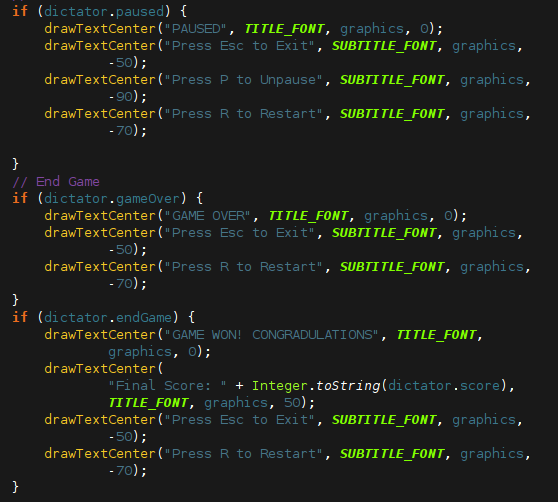 if (dictator.paused) {
drawTextCenter("PAUSED", TITLE_FONT, graphics, 0);
drawTextCenter("Press Esc to Exit", SUBTITLE_FONT, graphics,
-50);
drawTextCenter("Press P to Unpause", SUBTITLE_FONT, graphics,
-90);
drawTextCenter("Press R to Restart", SUBTITLE_FONT, graphics,
-70);
}
// End Game
if (dictator.gameOver) {
drawTextCenter("GAME OVER", TITLE_FONT, graphics, 0);
drawTextCenter("Press Esc to Exit", SUBTITLE_FONT, graphics,
-50);
drawTextCenter("Press R to Restart", SUBTITLE_FONT, graphics,
-70);
}
if (dictator.endGame) {
drawTextCenter("GAME WON! CONGRADULATIONS", TITLE_FONT,
graphics, 0);
drawTextCenter(
"Final Score: " + Integer.toString(dictator.score),
TITLE_FONT, graphics, 50);
drawTextCenter("Press Esc to Exit", SUBTITLE_FONT, graphics,
-50);
drawTextCenter("Press R to Restart", SUBTITLE_FONT, graphics,
-70);
}